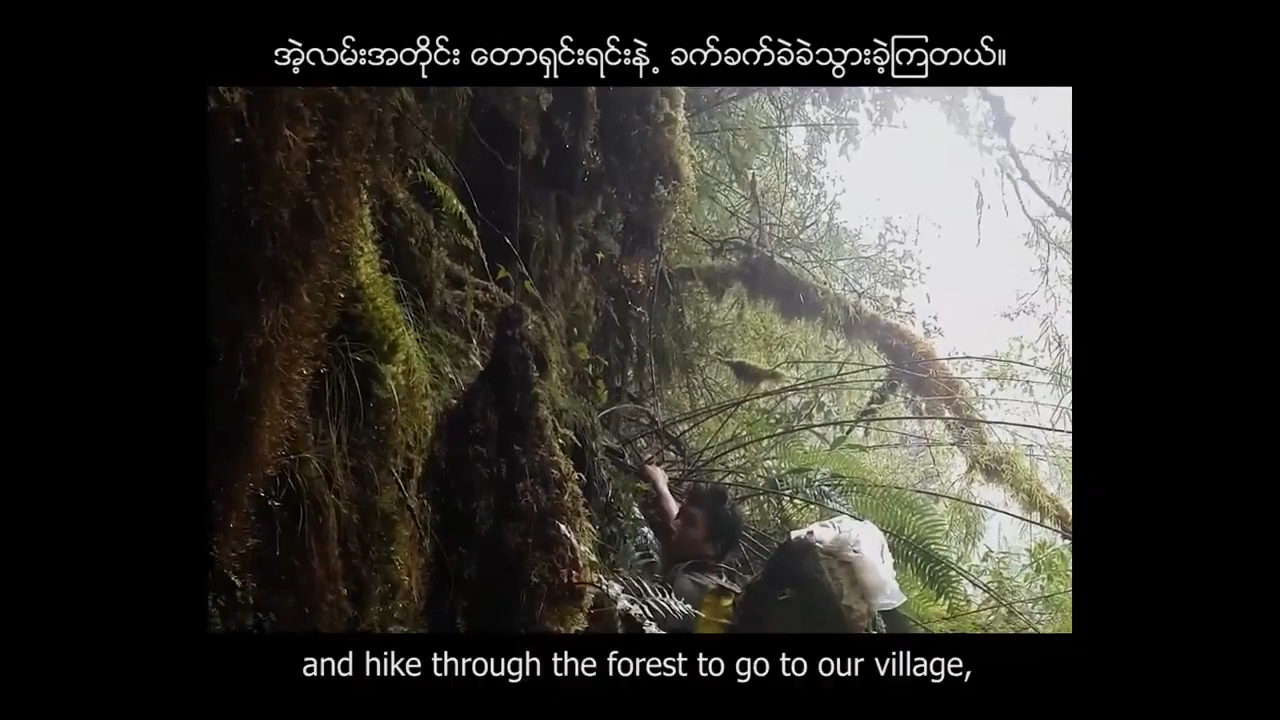 အဲ့လမ်းအတိုင်း တောရှင်းရင်းနဲ့ ခက်ခက်ခဲခဲသွားခဲ့ကြတယ်။
and hike through the forest to go to our village,